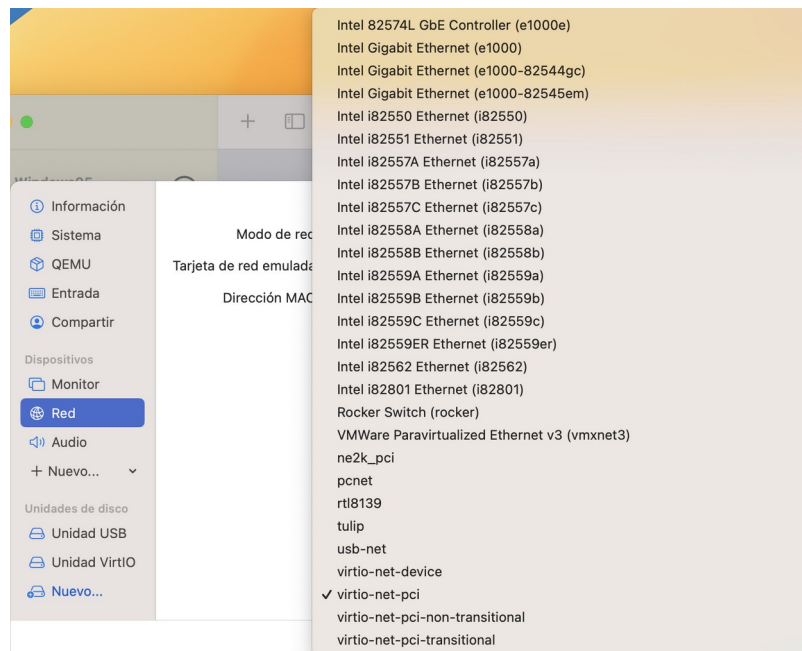 Información
Sistema
QEMU
Entrada
Compartir
Dispositivos
Monitor
Red
Audio
Nuevo...
Unidades de disco
Unidad USB
Unidad VirtIO
Nuevo...
Modo de red
Tarjeta de red emulada
Dirección MAC
Intel 82574L GbE Controller (e1000e)
Intel Gigabit Ethernet (e1000)
Intel Gigabit Ethernet (e1000-82544gc)
Intel Gigabit Ethernet (e1000-82545em)
Intel i82550 Ethernet (i82550)
Intel i82551 Ethernet (i82551)
Intel i82557A Ethernet (i82557a)
Intel i82557B Ethernet (i82557b)
Intel i82557C Ethernet (i82557c)
Intel i82558A Ethernet (i82558a)
Intel i82558B Ethernet (i82558b)
Intel i82559A Ethernet (i82559a)
Intel i82559B Ethernet (i82559b)
Intel i82559C Ethernet (i82559c)
Intel i82559ER Ethernet (i82559er)
Intel i82562 Ethernet (i82562)
Intel i82801 Ethernet (i82801)
Rocker Switch (rocker)
VMWare Paravirtualized Ethernet v3 (vmxnet3)
ne2k_pci
pcnet
rtl8139
tulip
usb-net
virtio-net-device
✓ virtio-net-pci
virtio-net-pci-non-transitional
virtio-net-pci-transitional